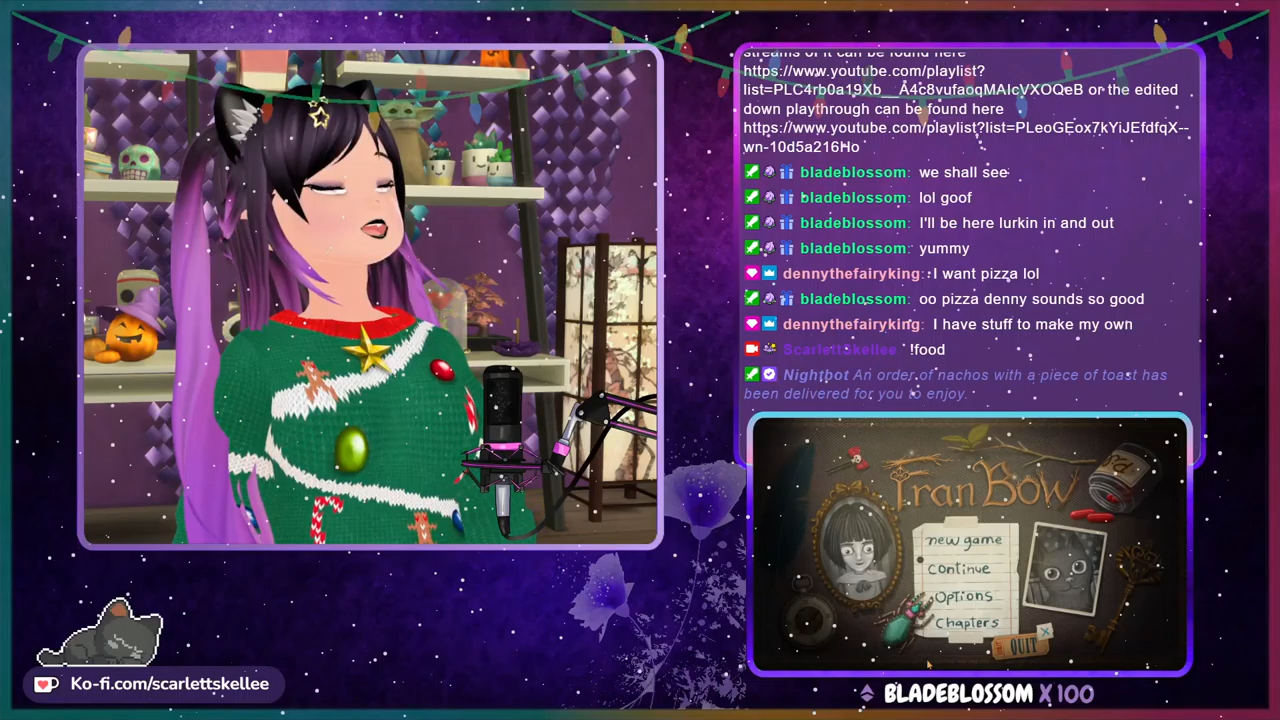 streams or it can be found here
https://www.youtube.com/playlist?
list=PLC4rb0a19Xb__A4c8vufaoqMAIcVXOQeB or the edited
down playthrough can be found here
https://www.youtube.com/playlist?list=PLeoGEox7kYiJEfdfqX--
wn-10d5a216Ho
bladeblossom: we shall see
bladeblossom: lol goof
bladeblossom: I'll be here lurkin in and out
bladeblossom: yummy
dennythefairyking: I want pizza lol
bladeblossom: oo pizza denny sounds so good
dennythefairyking: I have stuff to make my own
ScarlettSkellee !food
Nightbot An order of nachos with a piece of toast has
been delivered for you to enjoy.
Fran Bow
new game
Continue
Options
Chapters
QUIT
Ko-fi.com/scarlettskellee
BLADEBLOSSOM X 100